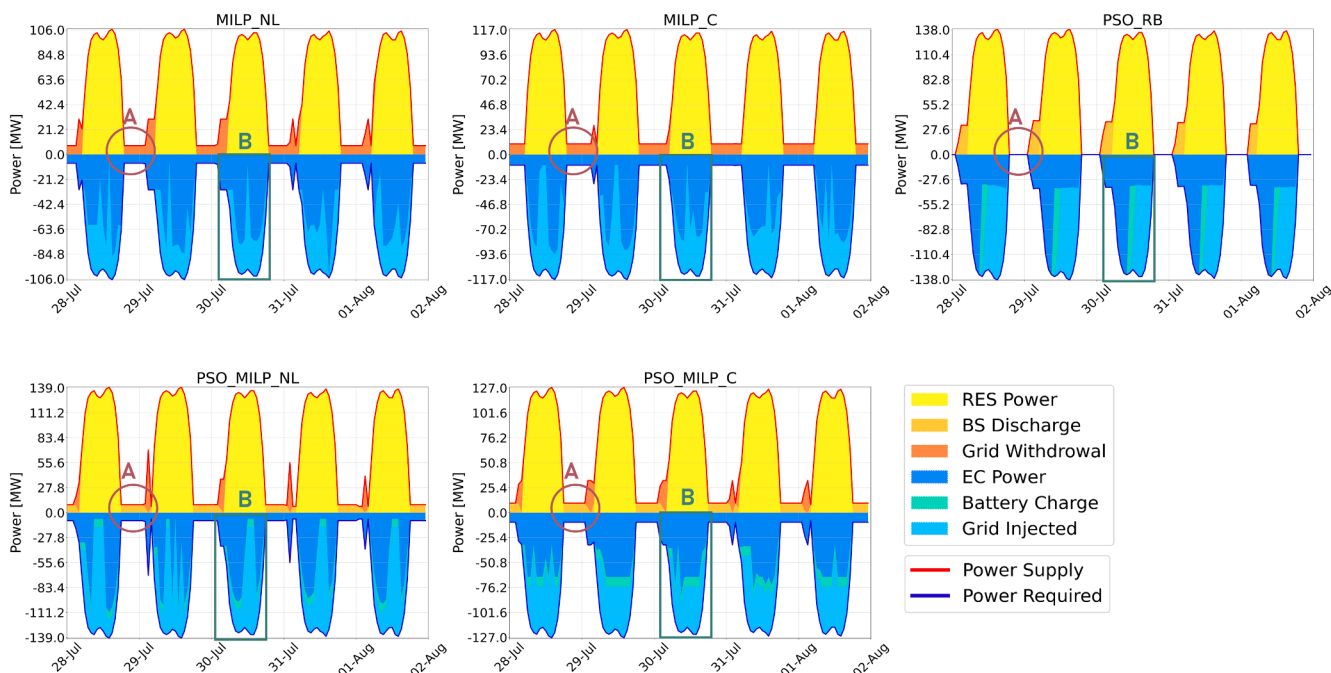 MILP_NL
MILP_C
PSO_RB
Power [MW]
106.0
84.8
63.6
42.4
21.2
0.0
-21.2
-42.4
-63.6
-84.8
-106.0
A
B
28-Jul
29-Jul
30-Jul
31-Jul
01-Aug
02-Aug
Power [MW]
117.0
93.6
70.2
46.8
23.4
0.0
-23.4
-46.8
-70.2
-93.6
-117.0
A
B
28-Jul
29-Jul
30-Jul
31-Jul
01-Aug
02-Aug
Power [MW]
138.0
110.4
82.8
55.2
27.6
0.0
-27.6
-55.2
-82.8
-110.4
-138.0
A
B
28-Jul
29-Jul
30-Jul
31-Jul
01-Aug
02-Aug
PSO_MILP_NL
PSO_MILP_C
Power [MW]
139.0
111.2
83.4
55.6
27.8
0.0
-27.8
-55.6
-83.4
-111.2
-139.0
A
B
28-Jul
29-Jul
30-Jul
31-Jul
01-Aug
02-Aug
Power [MW]
127.0
101.6
76.2
50.8
25.4
0.0
-25.4
-50.8
-76.2
-101.6
-127.0
A
B
28-Jul
29-Jul
30-Jul
31-Jul
01-Aug
02-Aug
RES Power
BS Discharge
Grid Withdrowal
EC Power
Battery Charge
Grid Injected
Power Supply
Power Required